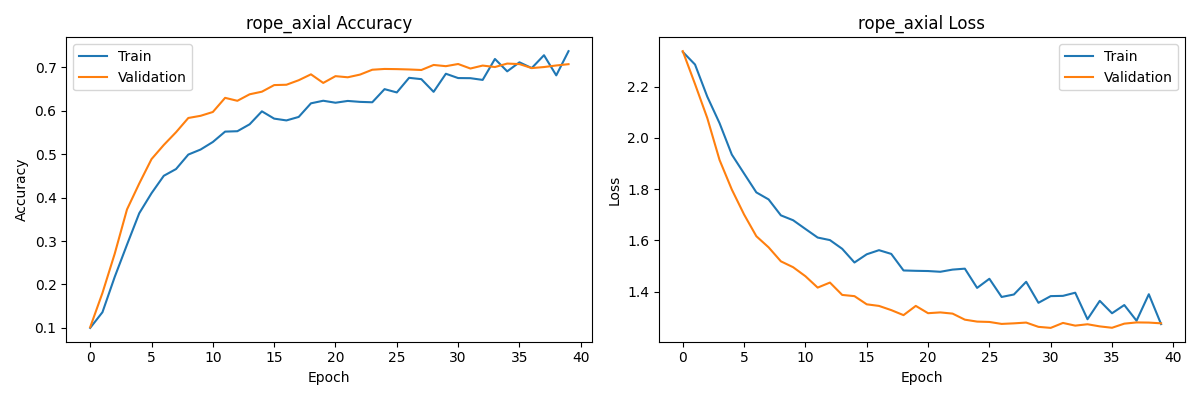 rope_axial Accuracy
Train
Validation
0.7
0.6
0.5
0.4
0.3
0.2
0.1
Accuracy
0 5 10 15 20 25 30 35 40
Epoch
rope_axial Loss
Train
Validation
2.2
2.0
1.8
1.6
1.4
Loss
0 5 10 15 20 25 30 35 40
Epoch